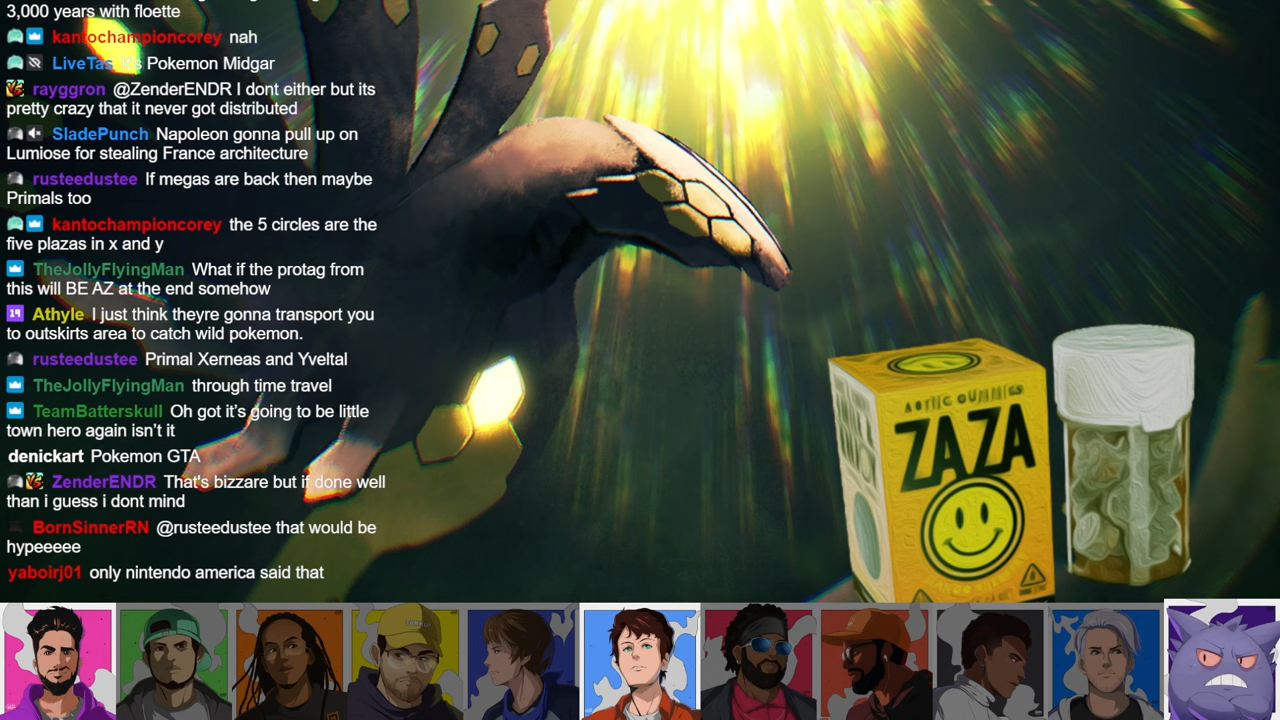 3,000 years with floette
kantochampioncorey nah
LiveTas It's Pokemon Midgar
rayggron @ZenderENDR I dont either but its
pretty crazy that it never got distributed
SladePunch Napoleon gonna pull up on
Lumiose for stealing France architecture
rusteedustee If megas are back then maybe
Primals too
kantochampioncorey the 5 circles are the
five plazas in x and y
TheJollyFlyingMan What if the protag from
this will BE AZ at the end somehow
19 Athyle I just think theyre gonna transport you
to outskirts area to catch wild pokemon.
rusteedustee Primal Xerneas and Yveltal
TheJollyFlyingMan through time travel
TeamBatterskull Oh got it's going to be little
town hero again isn't it
denickart Pokemon GTA
ZenderENDR That's bizzare but if done well
than i guess i dont mind
BornSinnerRN @rusteedustee that would be
hypeeeee
yaboirj01 only nintendo america said that
ZAZA